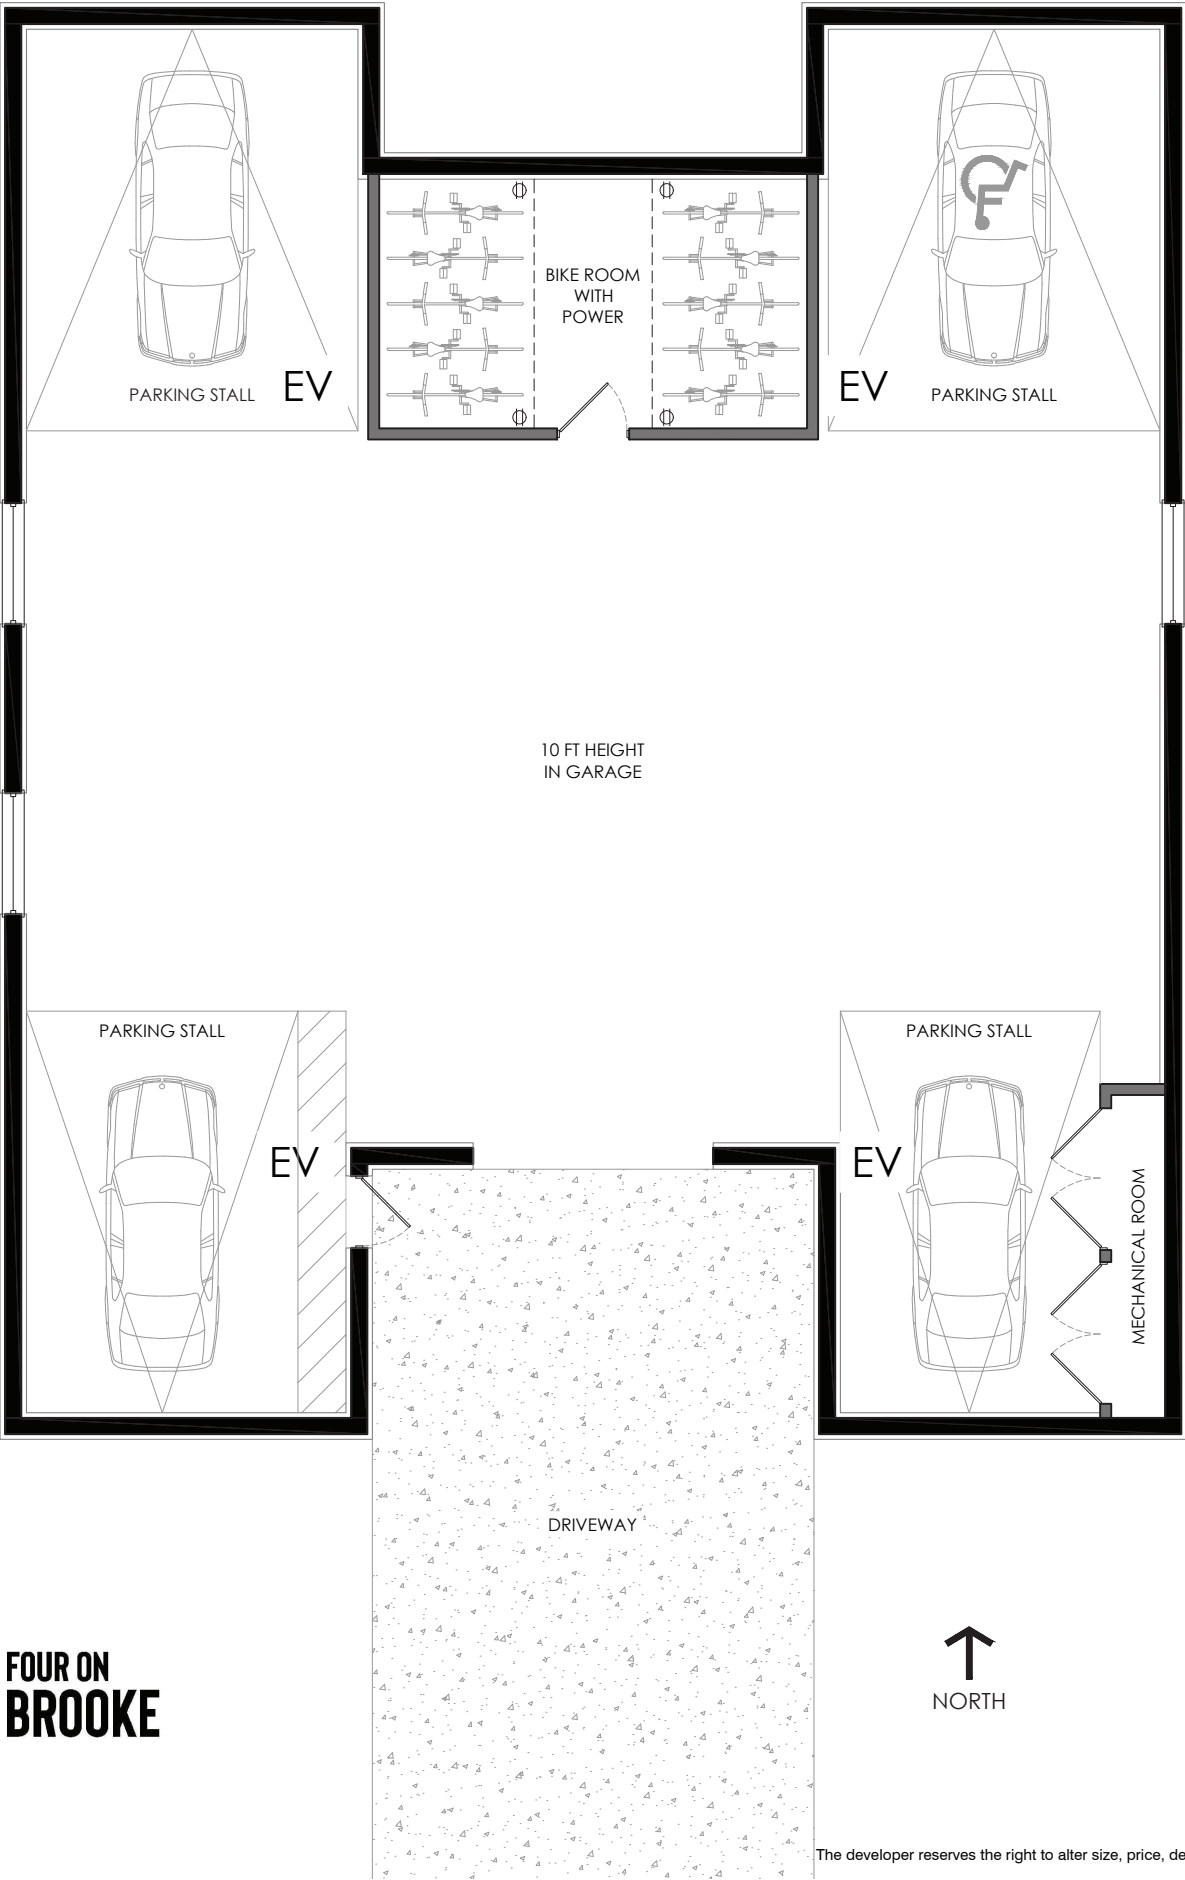 BIKE ROOM
WITH
POWER
PARKING STALL
EV
EV
PARKING STALL
10 FT HEIGHT
IN GARAGE
PARKING STALL
PARKING STALL
EV
EV
MECHANICAL ROOM
DRIVEWAY
FOUR ON
BROOKE
NORTH
The developer reserves the right to alter size, price, de